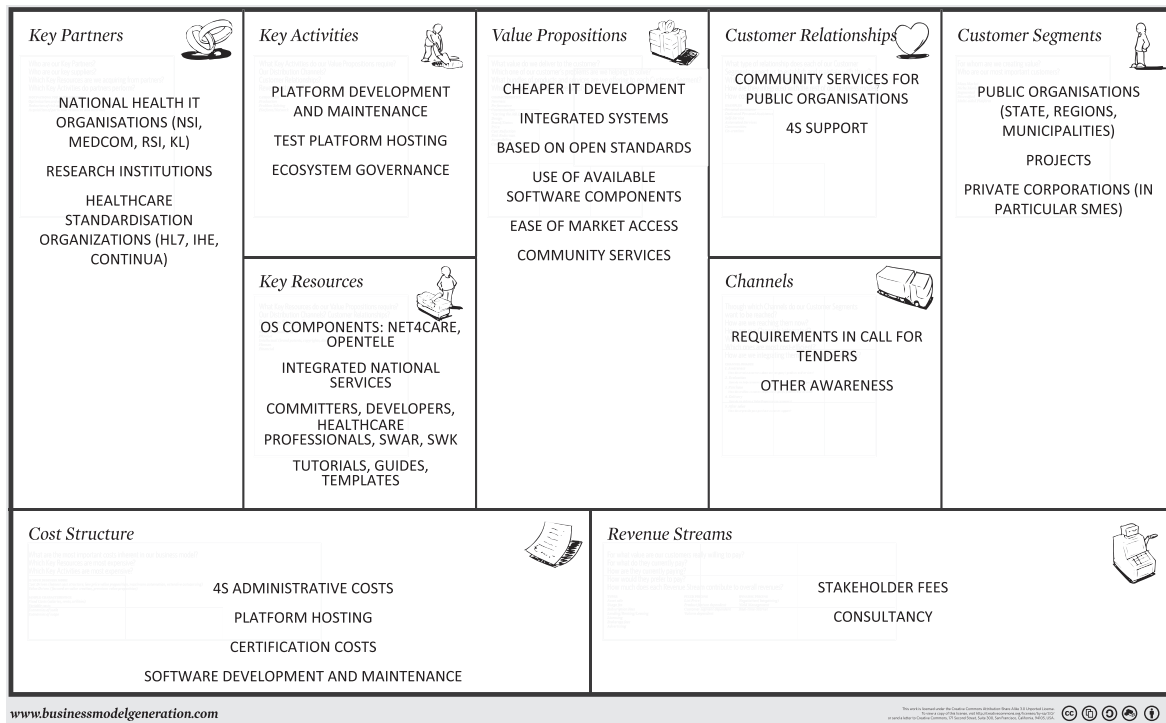 Key Partners
NATIONAL HEALTH IT
ORGANISATIONS (NSI,
MEDCOM, RSI, KL)
RESEARCH INSTITUTIONS
HEALTHCARE
STANDARDISATION
ORGANIZATIONS (HL7, IHE,
CONTINUA)
Key Activities
PLATFORM DEVELOPMENT
AND MAINTENANCE
TEST PLATFORM HOSTING
ECOSYSTEM GOVERNANCE
Key Resources
OS COMPONENTS: NET4CARE,
OPENTELE
INTEGRATED NATIONAL
SERVICES
COMMITTERS, DEVELOPERS,
HEALTHCARE
PROFESSIONALS, SWAR, SWK
TUTORIALS, GUIDES,
TEMPLATES
Value Propositions
CHEAPER IT DEVELOPMENT
INTEGRATED SYSTEMS
BASED ON OPEN STANDARDS
USE OF AVAILABLE
SOFTWARE COMPONENTS
EASE OF MARKET ACCESS
COMMUNITY SERVICES
Customer Relationships
COMMUNITY SERVICES FOR
PUBLIC ORGANISATIONS
4S SUPPORT
Channels
REQUIREMENTS IN CALL FOR
TENDERS
OTHER AWARENESS
Customer Segments
PUBLIC ORGANISATIONS
(STATE, REGIONS,
MUNICIPALITIES)
PROJECTS
PRIVATE CORPORATIONS (IN
PARTICULAR SMES)
Cost Structure
4S ADMINISTRATIVE COSTS
PLATFORM HOSTING
CERTIFICATION COSTS
SOFTWARE DEVELOPMENT AND MAINTENANCE
Revenue Streams
STAKEHOLDER FEES
CONSULTANCY
www.businessmodelgeneration.com
cc